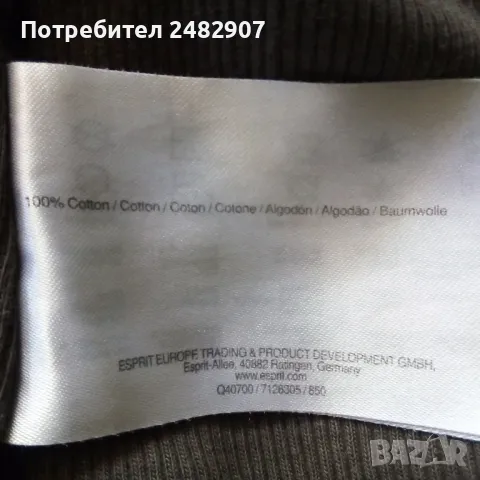 Потребител 2482907
100% Cotton / Cotton / Coton / Cotone / Algodón / Algodão / Baumwolle
ESPRIT EUROPE TRADING & PRODUCT DEVELOPMENT GMBH,
Esprit-Allee, 40882 Ratingen, Germany
www.esprit.com
Q40700 / 7126305 / 850
BAZAR